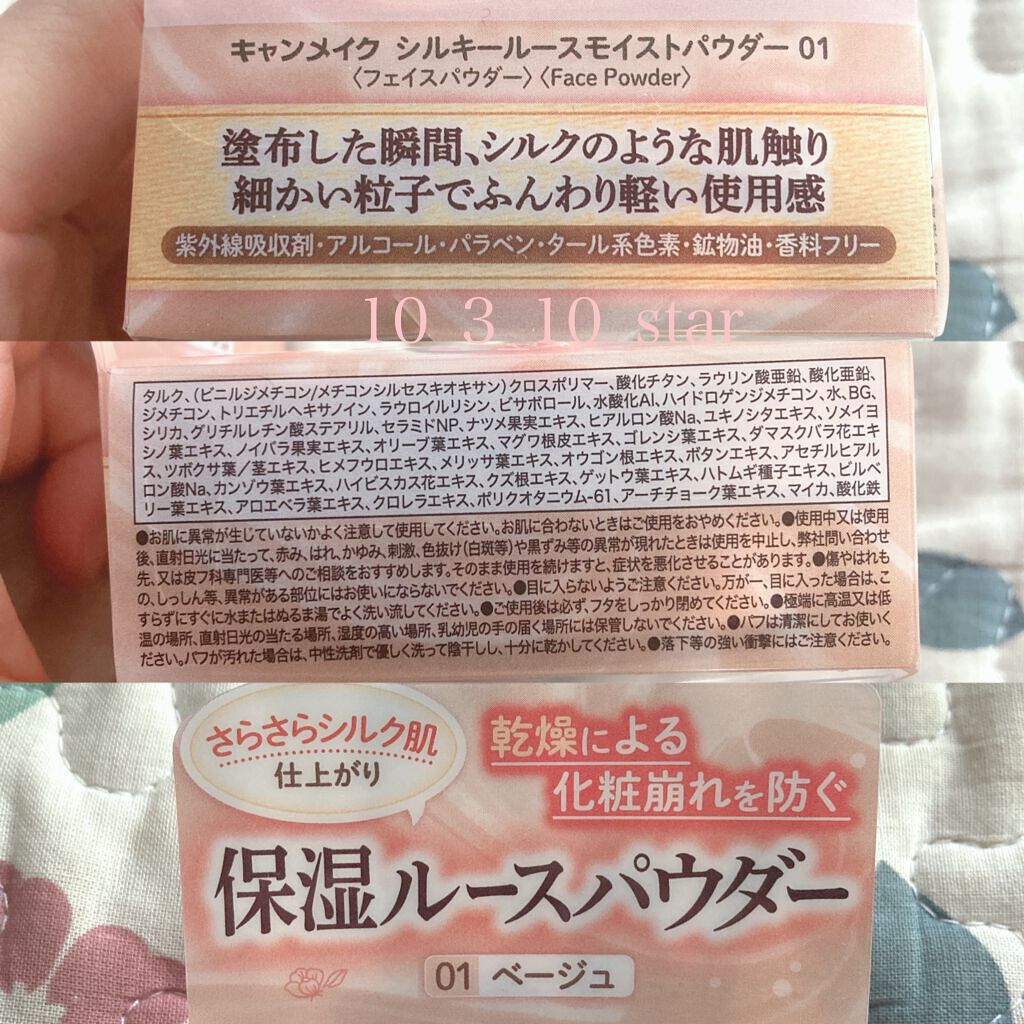 キャンメイク シルキールースモイストパウダー 01
〈フェイスパウダー〉〈Face Powder〉
塗布した瞬間、シルクのような肌触り
細かい粒子でふんわり軽い使用感
紫外線吸収剤・アルコール・パラベン・タール系色素・鉱物油・香料フリー
10_3_10_star
タルク、(ビニルジメチコン/メチコンシルセスキオキサン)クロスポリマー、酸化チタン、ラウリン酸亜鉛、酸化亜鉛、
ジメチコン、トリエチルヘキサノイン、ラウロイルリシン、ビサボロール、水酸化Al、ハイドロゲンジメチコン、水、BG、
シリカ、グリチルレチン酸ステアリル、セラミドNP、ナツメ果実エキス、ヒアルロン酸Na、ユキノシタエキス、ソメイヨ
シノ葉エキス、ノイバラ果実エキス、オリーブ葉エキス、マグワ根皮エキス、ゴレンシ葉エキス、ダマスクバラ花エキ
ス、ツボクサ葉/茎エキス、ヒメフウロエキス、メリッサ葉エキス、オウゴン根エキス、ボタンエキス、アセチルヒアル
ロン酸Na、カンゾウ葉エキス、ハイビスカス花エキス、クズ根エキス、ゲットウ葉エキス、ハトムギ種子エキス、ビルベ
リー葉エキス、アロエベラ葉エキス、クロレラエキス、ポリクオタニウム-61、アーチチョーク葉エキス、マイカ、酸化鉄
●お肌に異常が生じていないかよく注意して使用してください。お肌に合わないときはご使用をおやめください。●使用中又は使用
後、直射日光に当たって、赤み、はれ、かゆみ、刺激、色抜け(白斑等)や黒ずみ等の異常が現れたときは使用を中止し、弊社問い合わせ
先、又は皮フ科専門医等へのご相談をおすすめします。そのまま使用を続けますと、症状を悪化させることがあります。●傷やはれも
の、しっしん等、異常がある部位にはお使いにならないでください。●目に入らないようご注意ください。万が一、目に入った場合は、こ
すらずにすぐに水またはぬるま湯でよく洗い流してください。●ご使用後は必ず、フタをしっかり閉めてください。●極端に高温又は低
温の場所、直射日光の当たる場所、湿度の高い場所、乳幼児の手の届く場所には保管しないでください。●パフは清潔にしてお使いく
ださい。パフが汚れた場合は、中性洗剤で優しく洗って陰干しし、十分に乾かしてください。●落下等の強い衝撃にはご注意ください。
さらさらシルク肌
仕上がり
乾燥による
化粧崩れを防ぐ
保湿ルースパウダー
01 ベージュ